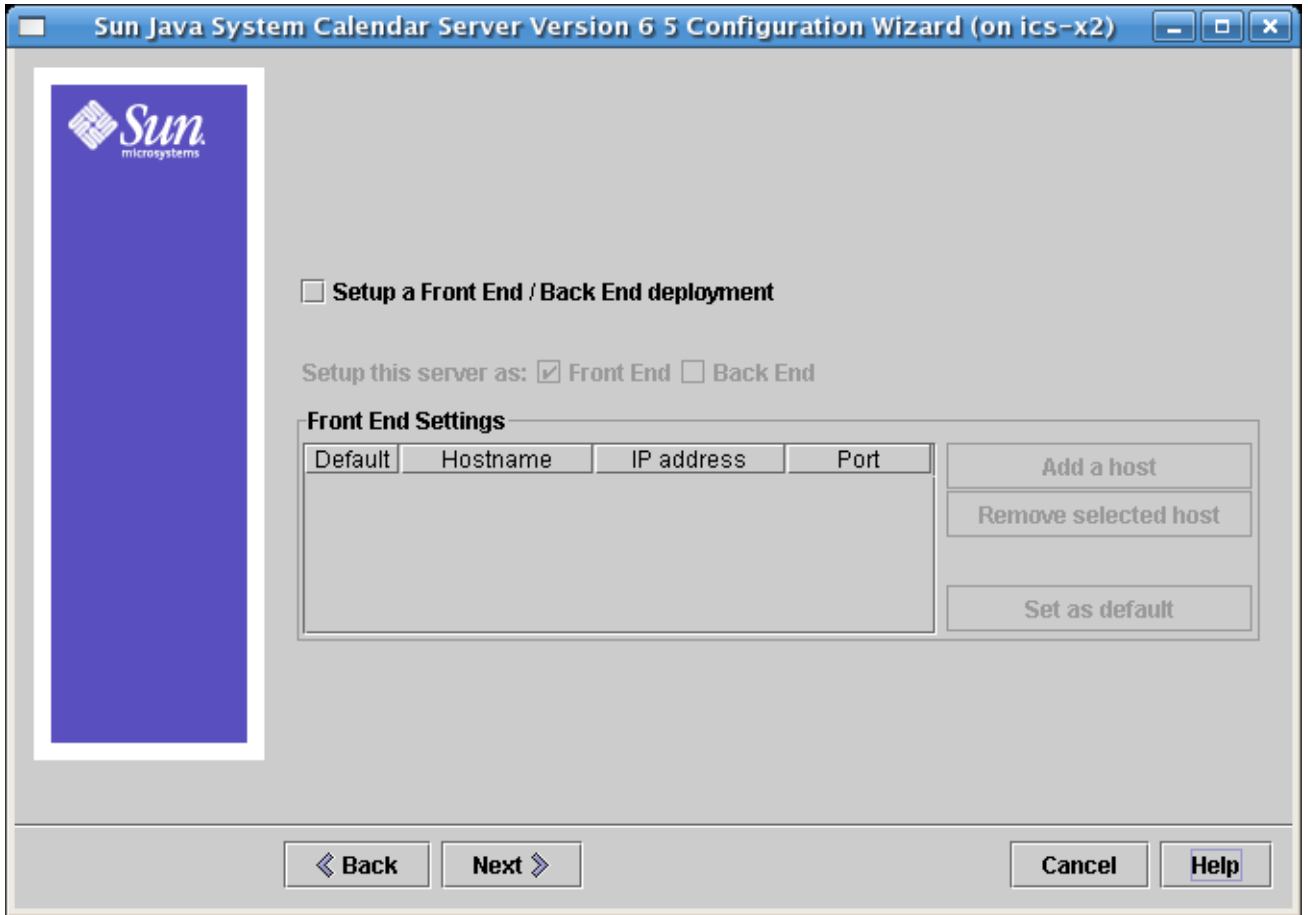 Sun Java System Calendar Server Version 6 5 Configuration Wizard (on ics-x2)
Sun
microsystems
Setup a Front End / Back End deployment
Setup this server as: Front End Back End
Front End Settings
Default Hostname IP address Port
Add a host
Remove selected host
Set as default
Back Next Cancel Help